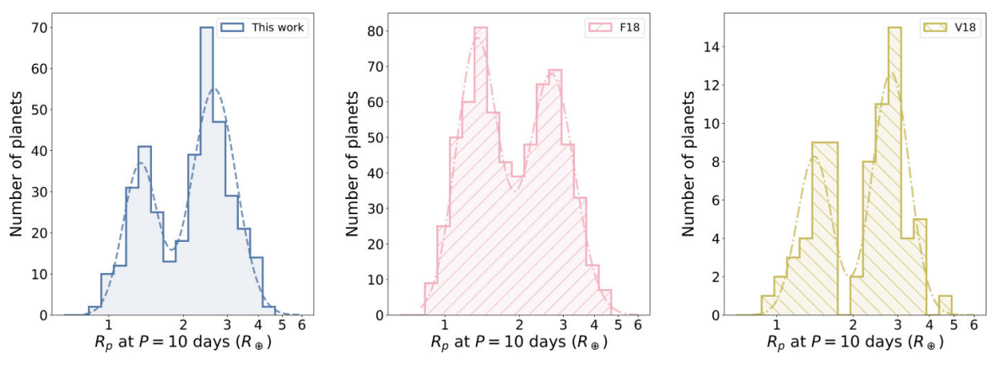 This work
Number of planets
70
60
50
40
30
20
10
0
1 2 3 4 5 6
R_p at P = 10 days (R_⊕)
F18
Number of planets
80
70
60
50
40
30
20
10
0
1 2 3 4 5 6
R_p at P = 10 days (R_⊕)
V18
Number of planets
14
12
10
8
6
4
2
0
1 2 3 4 5 6
R_p at P = 10 days (R_⊕)